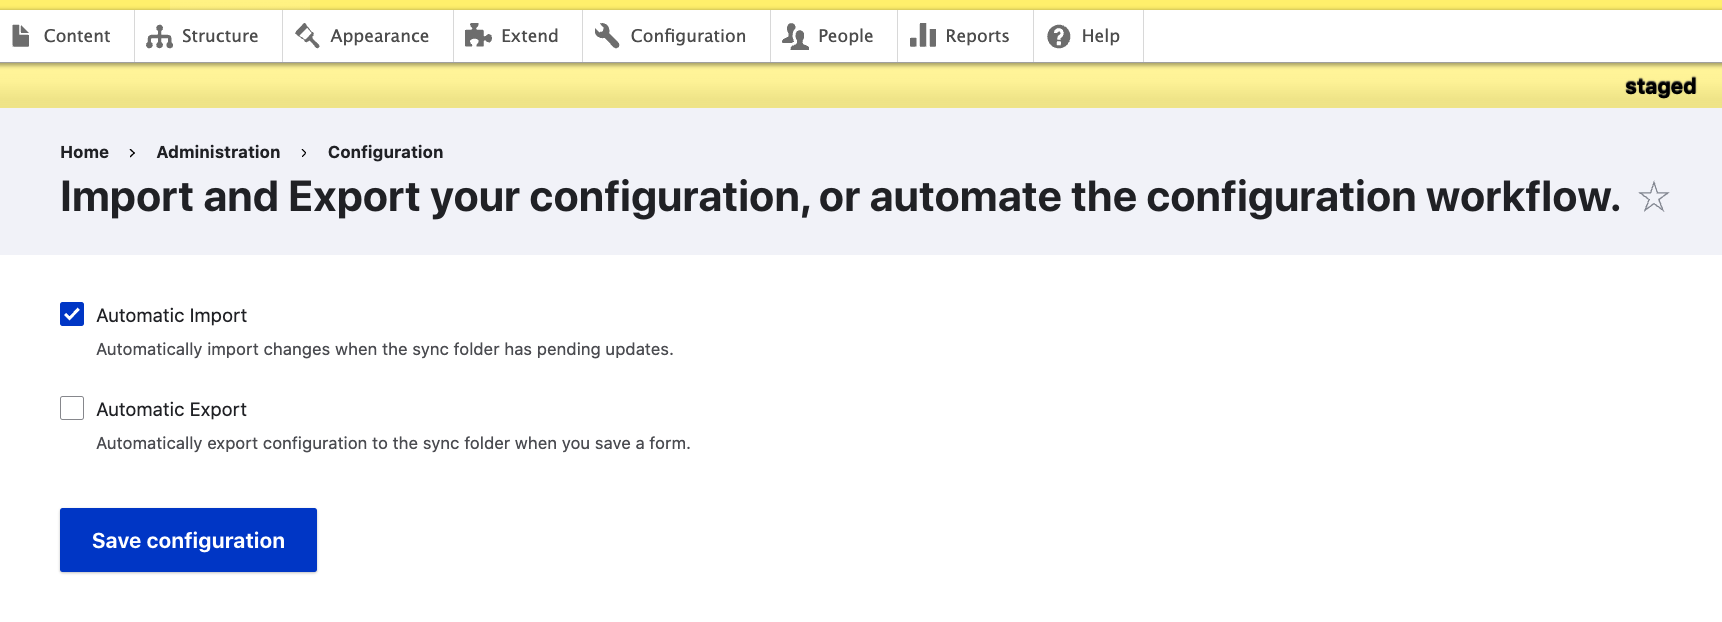 Content Structure Appearance Extend Configuration People Reports Help
staged
Home › Administration › Configuration
Import and Export your configuration, or automate the configuration workflow.
Automatic Import
Automatically import changes when the sync folder has pending updates.
Automatic Export
Automatically export configuration to the sync folder when you save a form.
Save configuration